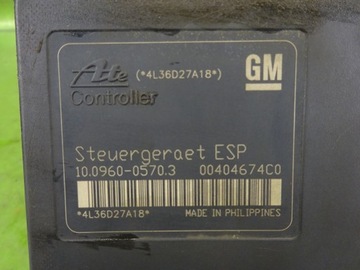 Ate (*4L36D27A18*) GM
Controller
Steuergeraet ESP
10.0960-0570.3 00404674C0
*4L36D27A18* MADE IN PHILIPPINES